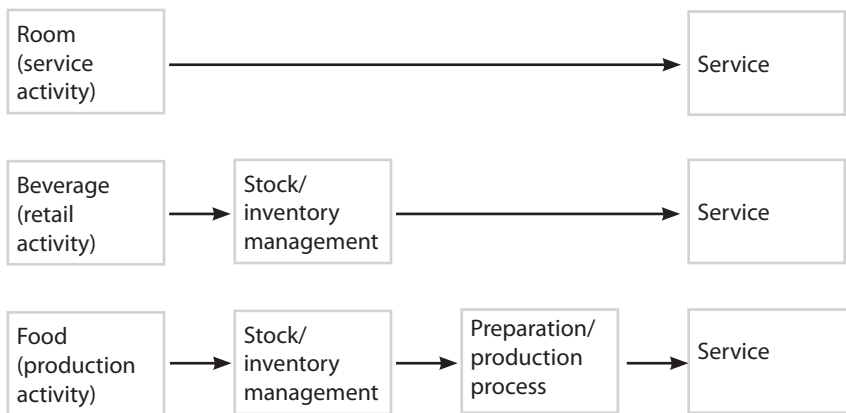 Room
(service
activity)
Service
Beverage
(retail
activity)
Stock/
inventory
management
Service
Food
(production
activity)
Stock/
inventory
management
Preparation/
production
process
Service